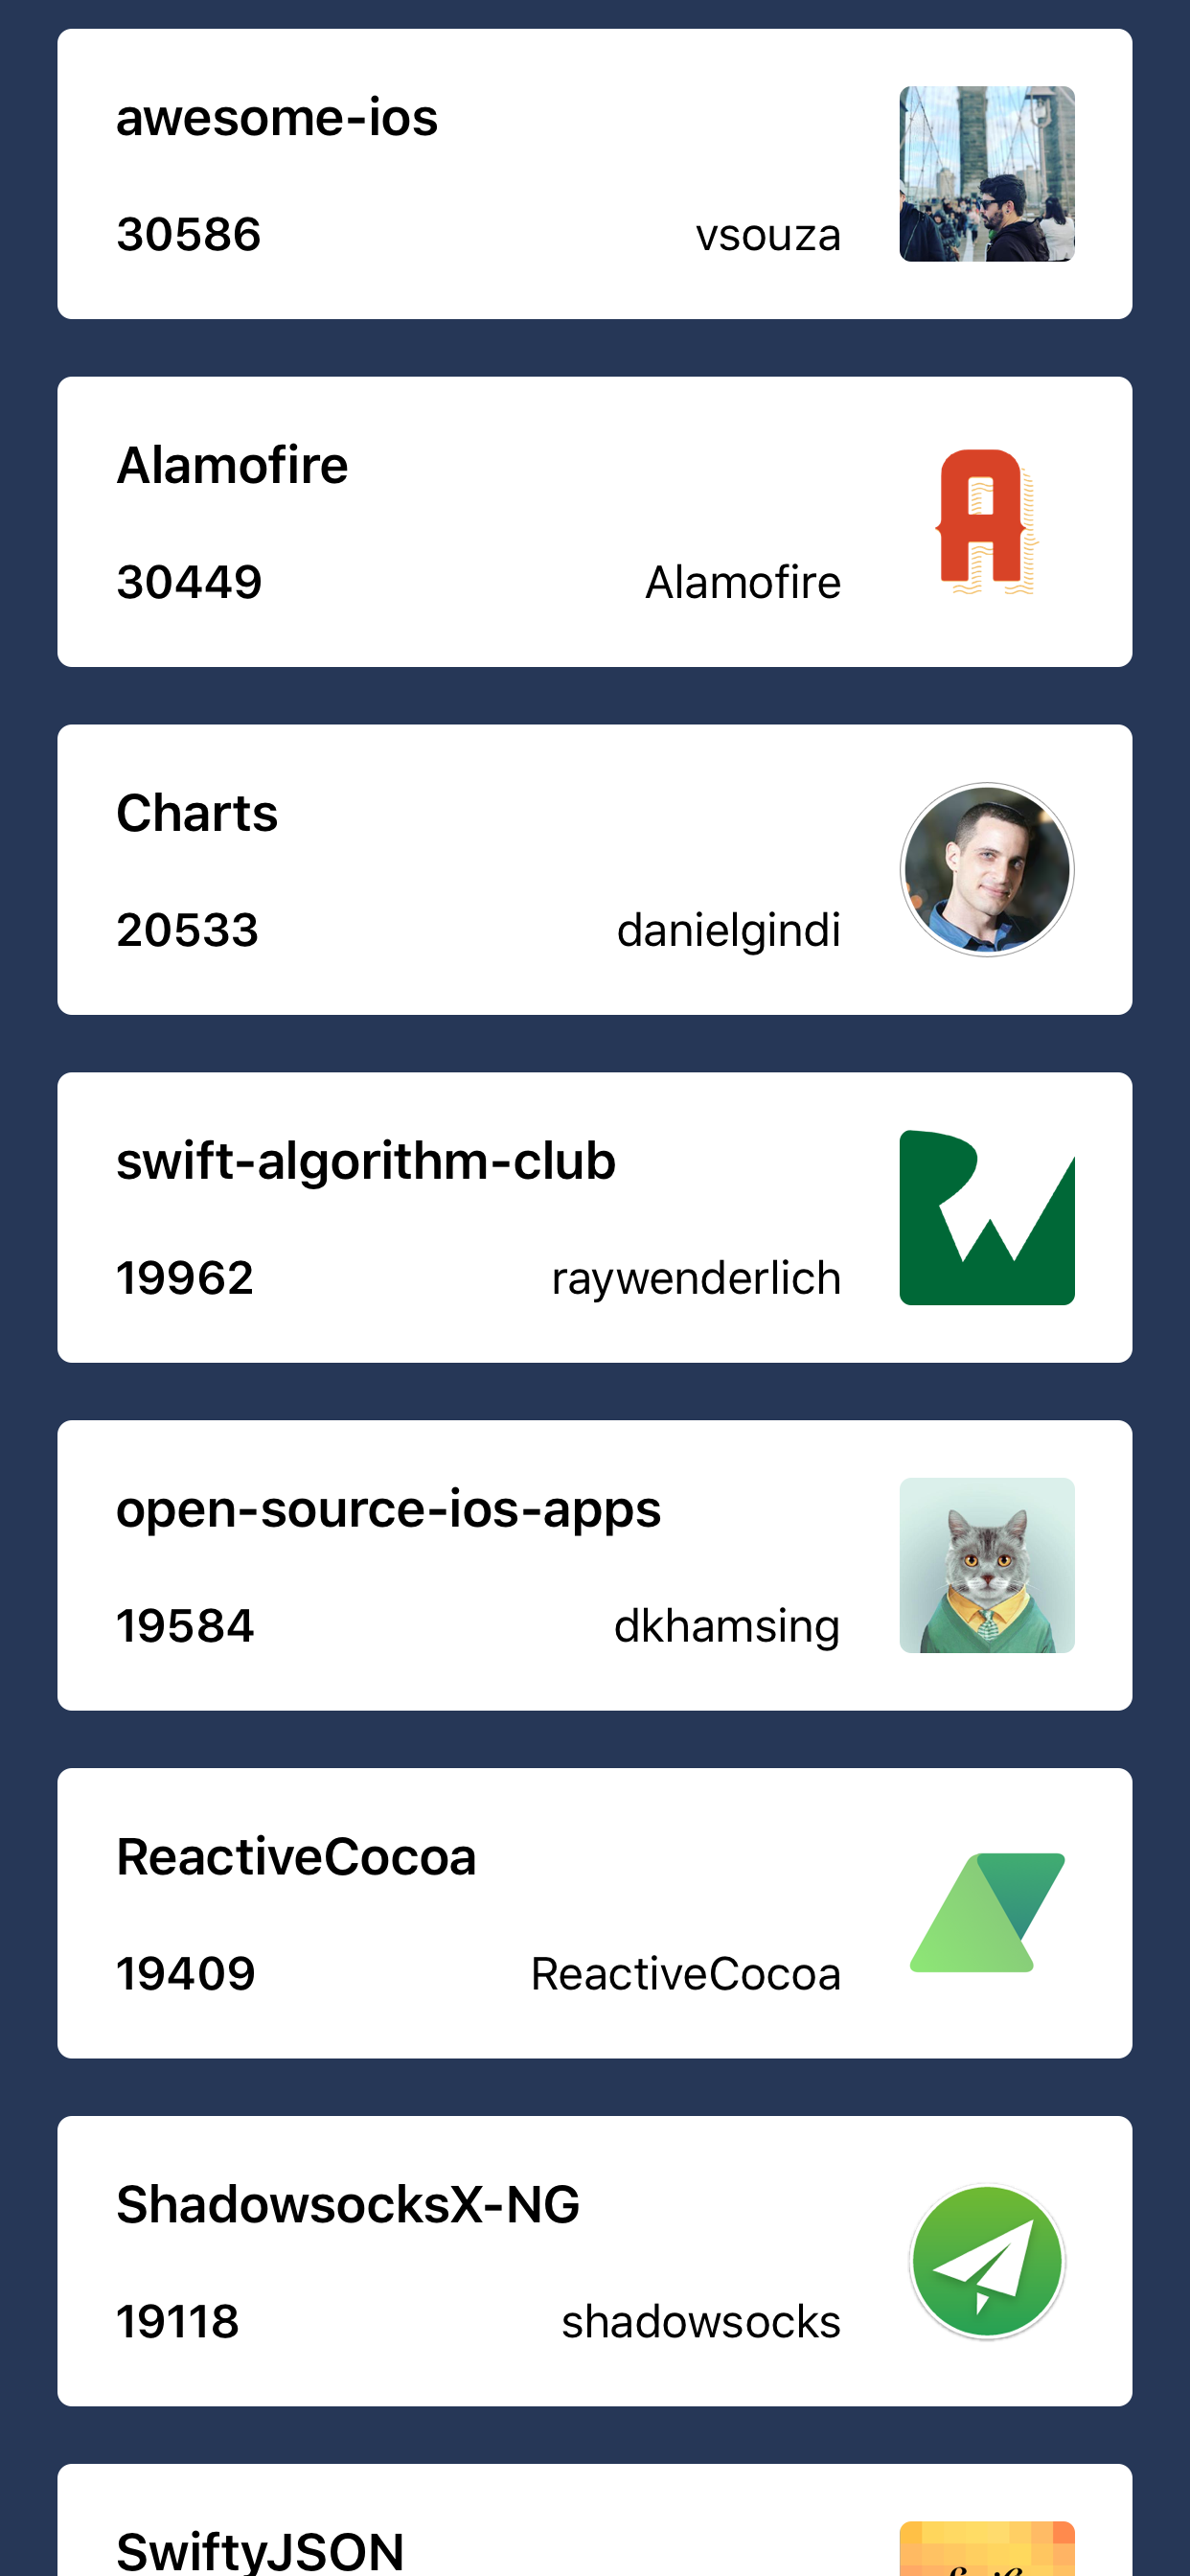 awesome-ios
30586 vsouza
Alamofire
30449 Alamofire
Charts
20533 danielgindi
swift-algorithm-club
19962 raywenderlich
open-source-ios-apps
19584 dkhamsing
ReactiveCocoa
19409 ReactiveCocoa
ShadowsocksX-NG
19118 shadowsocks
SwiftyJSON